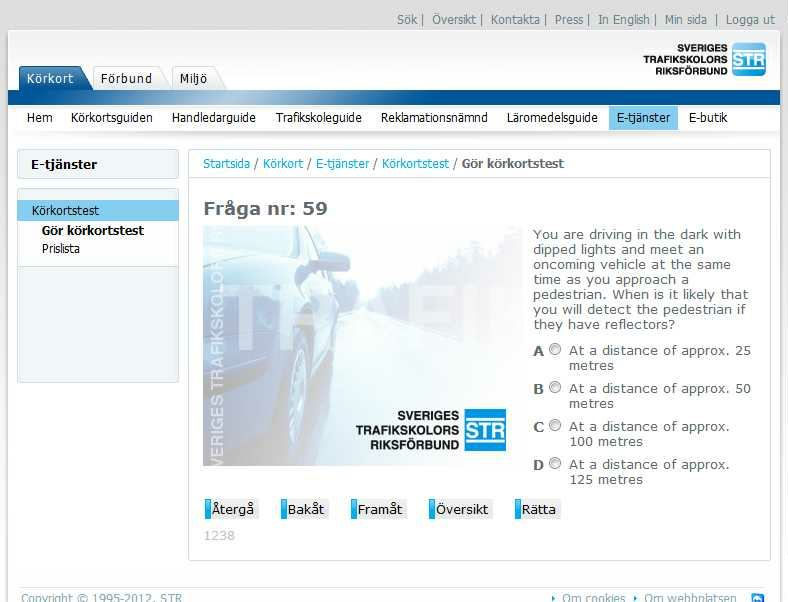 Sök | Översikt | Kontakta | Press | In English | Min sida | Logga ut
SVERIGES
TRAFIKSKOLORS
RIKSFÖRBUND
STR
Körkort Förbund Miljö
Hem Körkortsguiden Handledarguide Trafikskoleguide Reklamationsnämnd Läromedelsguide E-tjänster E-butik
E-tjänster
Körkortstest
Gör körkortstest
Prislista
Startsida / Körkort / E-tjänster / Körkortstest / Gör körkortstest
Fråga nr: 59
SVERIGES TRAFIKSKOLOR
TRAFI
SVERIGES
TRAFIKSKOLORS
RIKSFÖRBUND
STR
You are driving in the dark with
dipped lights and meet an
oncoming vehicle at the same
time as you approach a
pedestrian. When is it likely that
you will detect the pedestrian if
they have reflectors?
A At a distance of approx. 25
metres
B At a distance of approx. 50
metres
C At a distance of approx.
100 metres
D At a distance of approx.
125 metres
Återgå Bakåt Framåt Översikt Rätta
1238
Copyright © 1995-2012, STR
Om cookies Om webbplatsen